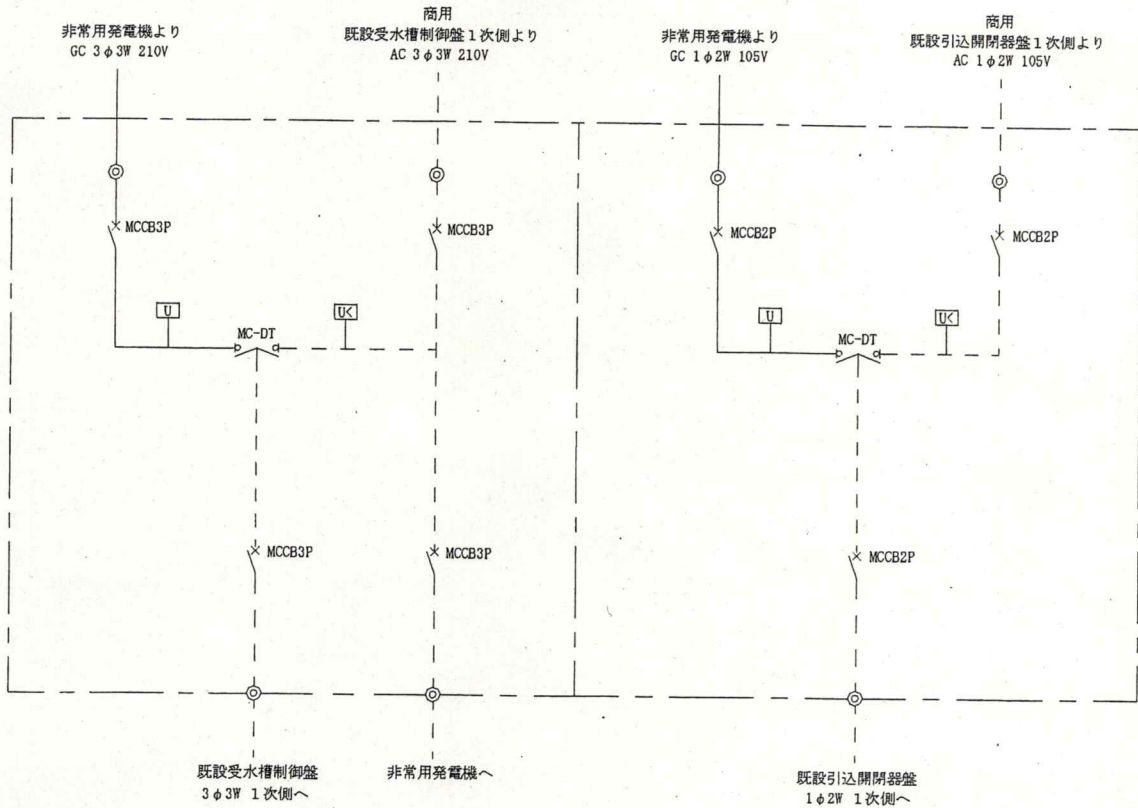 非常用発電機より
GC 3φ3W 210V
商用
既設受水槽制御盤1次側より
AC 3φ3W 210V
非常用発電機より
GC 1φ2W 105V
商用
既設引込開閉器盤1次側より
AC 1φ2W 105V
MCCB3P
MCCB3P
MCCB2P
MCCB2P
U
U<
MC-DT
U
U<
MC-DT
MCCB3P
MCCB3P
MCCB2P
既設受水槽制御盤
3φ3W 1次側へ
非常用発電機へ
既設引込開閉器盤
1φ2W 1次側へ